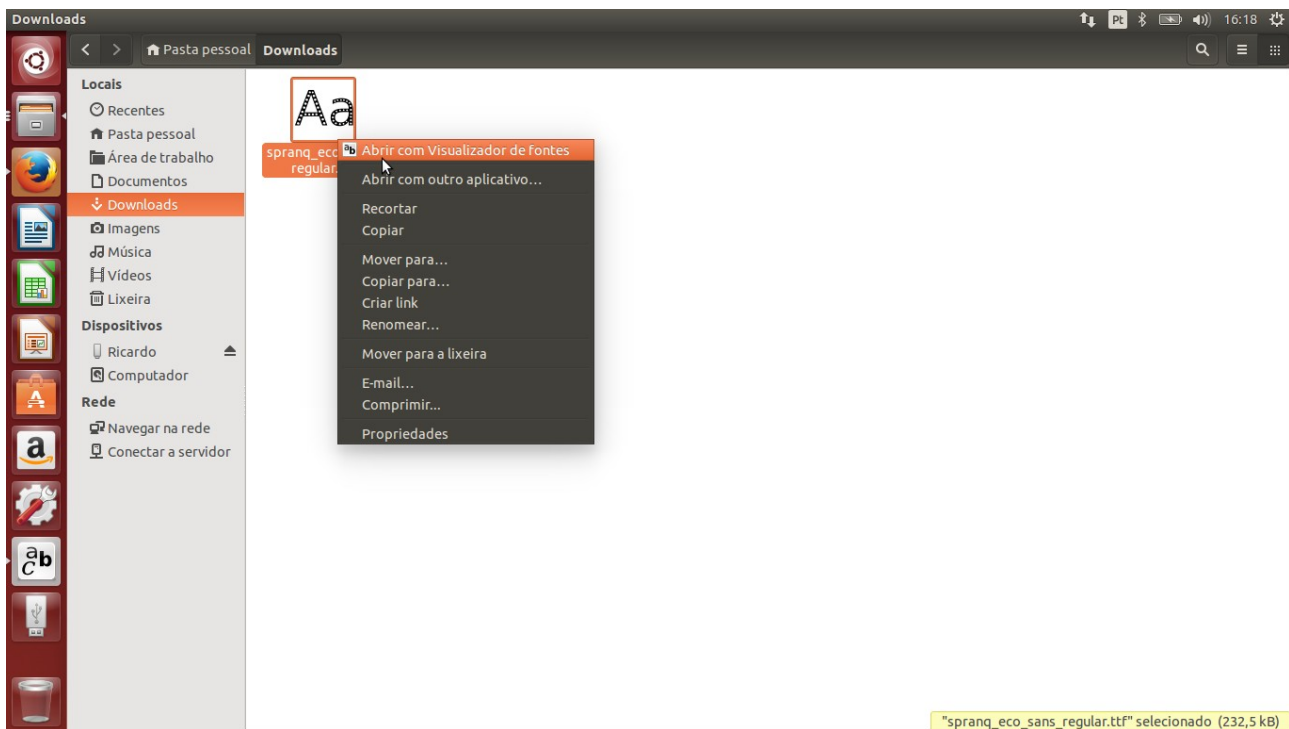 Downloads
Pt
16:18
Pasta pessoal Downloads
Locais
Recentes
Pasta pessoal
Área de trabalho
Documentos
Downloads
Imagens
Música
Vídeos
Lixeira
Dispositivos
Ricardo
Computador
Rede
Navegar na rede
Conectar a servidor
Aa
spranq_eco
regular.
Abrir com Visualizador de fontes
Abrir com outro aplicativo...
Recortar
Copiar
Mover para...
Copiar para...
Criar link
Renomear...
Mover para a lixeira
E-mail...
Comprimir...
Propriedades
a
A
a
cb
"spranq_eco_sans_regular.ttf" selecionado (232,5 kB)